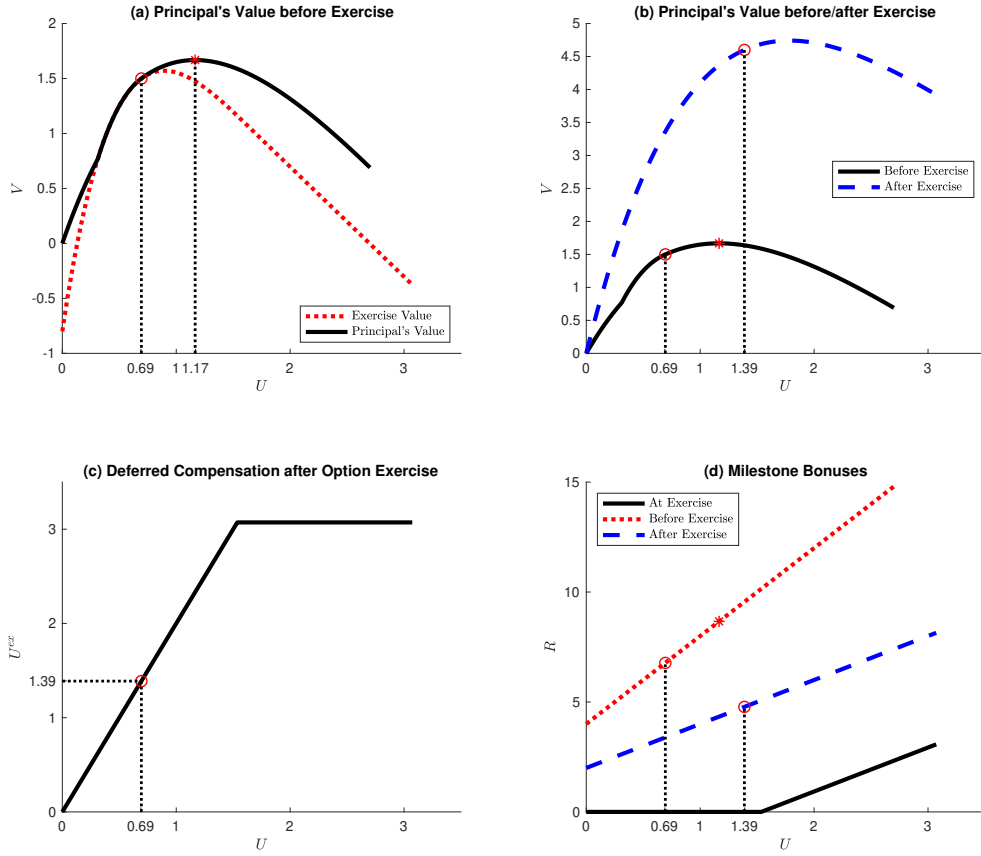 (a) Principal's Value before Exercise
2
1.5
1
0.5
0
-0.5
-1
V
Exercise Value
Principal's Value
0
0.69
1
1.17
2
3
U
(b) Principal's Value before/after Exercise
5
4.5
4
3.5
3
2.5
2
1.5
1
0.5
0
V
Before Exercise
After Exercise
0
0.69
1
1.39
2
3
U
(c) Deferred Compensation after Option Exercise
3
2
1.39
1
0
U^{ex}
0
0.69
1
2
3
U
(d) Milestone Bonuses
15
10
5
0
R
At Exercise
Before Exercise
After Exercise
0
0.69
1
1.39
2
3
U